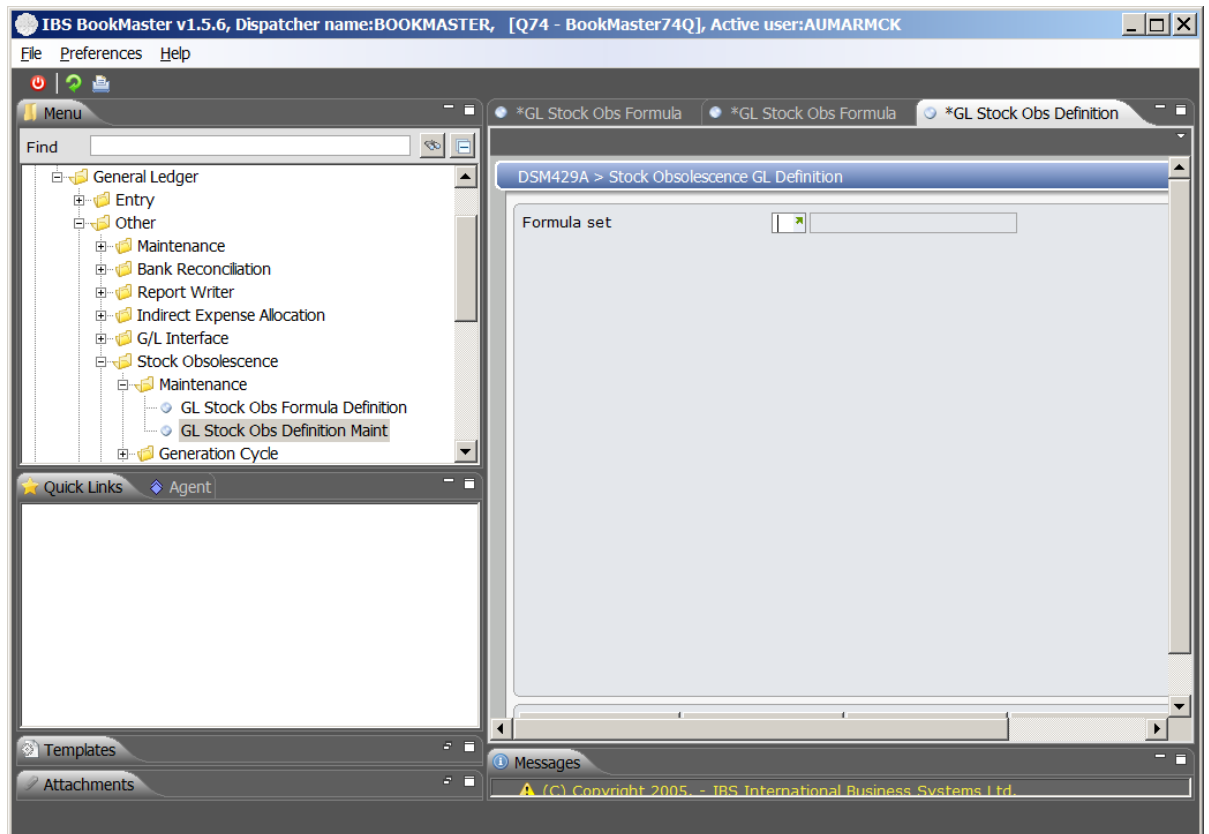 IBS BookMaster v1.5.6, Dispatcher name:BOOKMASTER, [Q74 - BookMaster74Q], Active user:AUMARMCK
File Preferences Help
Menu
Find
General Ledger
Entry
Other
Maintenance
Bank Reconciliation
Report Writer
Indirect Expense Allocation
G/L Interface
Stock Obsolescence
Maintenance
GL Stock Obs Formula Definition
GL Stock Obs Definition Maint
Generation Cycle
Quick Links Agent
Templates
Attachments
*GL Stock Obs Formula *GL Stock Obs Formula *GL Stock Obs Definition
DSM429A > Stock Obsolescence GL Definition
Formula set
Messages
(C) Copyright 2005. - IBS International Business Systems Ltd.